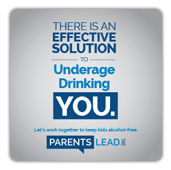 THERE IS AN
EFFECTIVE
SOLUTION
TO
Underage
Drinking
YOU.
Let's work together to keep kids alcohol-free.
PARENTS LEAD